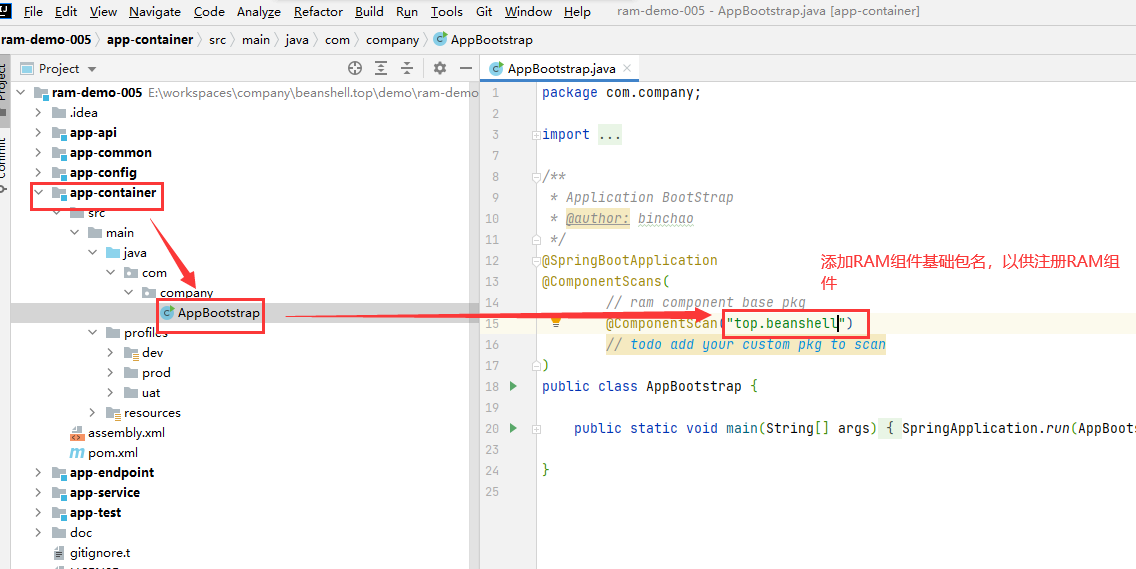 File Edit View Navigate Code Analyze Refactor Build Run Tools Git Window Help ram-demo-005 - AppBootstrap.java [app-container]
ram-demo-005 app-container src main java com company AppBootstrap
Project
Project
Commit
AppBootstrap.java
ram-demo-005 E:\workspaces\company\beanshell.top\demo\ram-demo
.idea
app-api
app-common
app-config
app-container
src
main
java
com
company
AppBootstrap
profiles
dev
prod
uat
resources
assembly.xml
pom.xml
app-endpoint
app-service
app-test
doc
gitignore.t
1 package com.company;
2
3 import ...
7
8 /**
9 * Application BootStrap
10 * @author: binchao
11 */
12 @SpringBootApplication
13 @ComponentScans(
14 // ram component base pkg
15 @ComponentScan("top.beanshell")
16 // todo add your custom pkg to scan
17 )
18 public class AppBootstrap {
19
20 public static void main(String[] args) { SpringApplication.run(AppBoots
23
24 }
25
添加RAM组件基础包名，以供注册RAM组
件